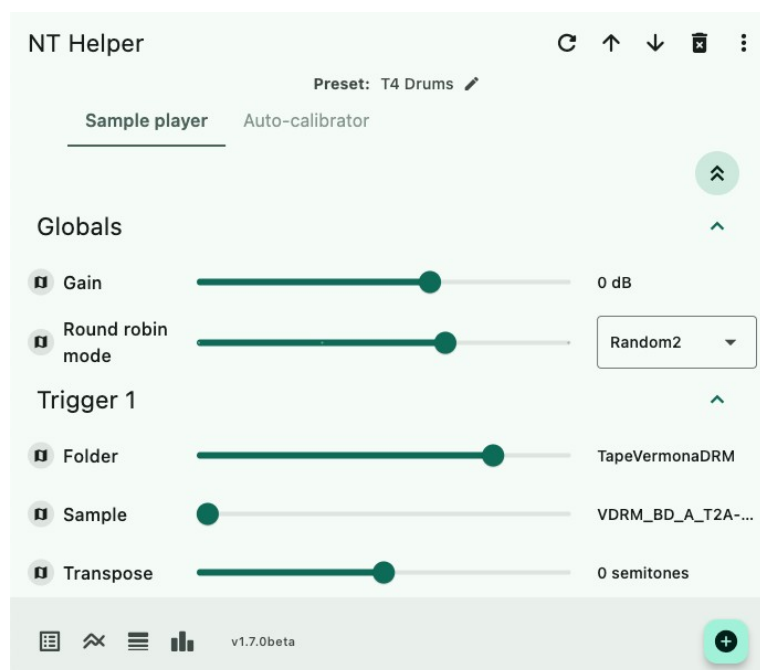 NT Helper
Preset: T4 Drums
Sample player Auto-calibrator
Globals
Gain 0 dB
Round robin
mode Random2
Trigger 1
Folder TapeVermonaDRM
Sample VDRM_BD_A_T2A-...
Transpose 0 semitones
v1.7.0beta